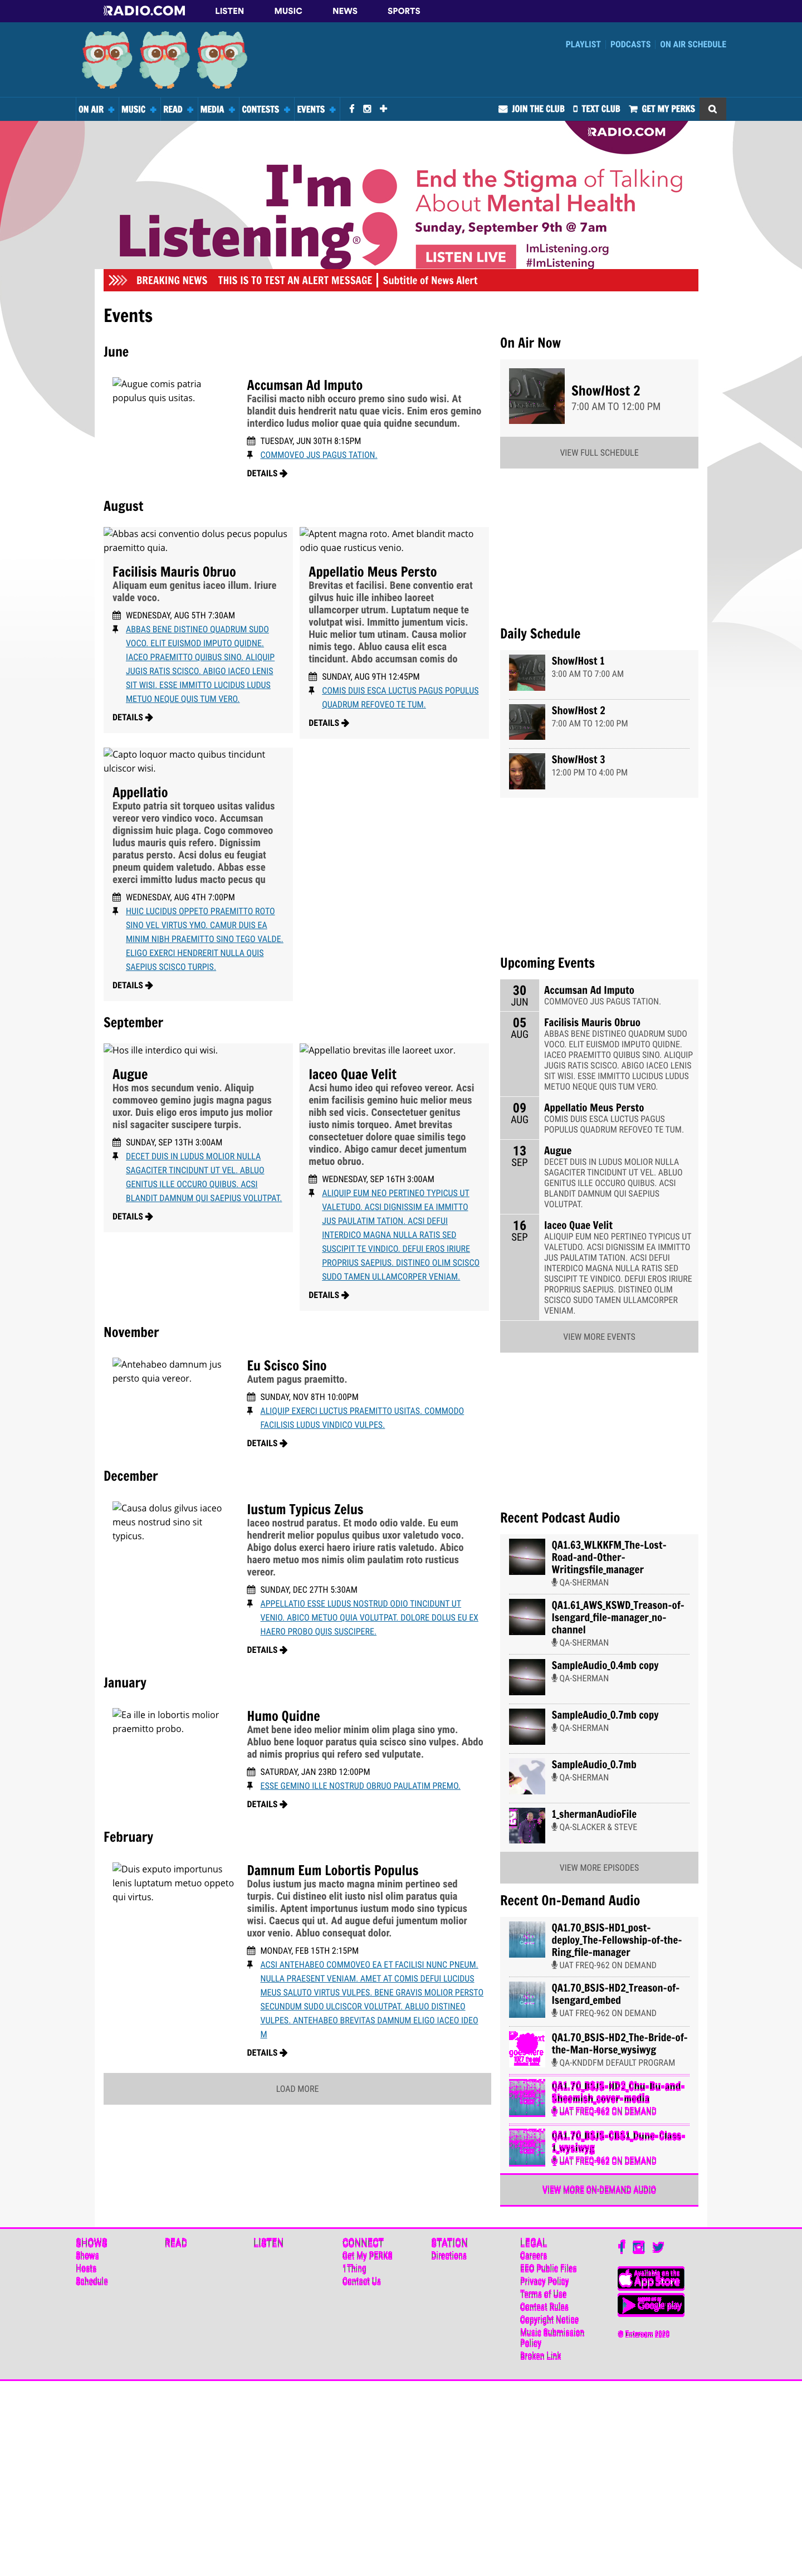 RADIO.COM LISTEN MUSIC NEWS SPORTS
PLAYLIST PODCASTS ON AIR SCHEDULE
ON AIR MUSIC READ MEDIA CONTESTS EVENTS JOIN THE CLUB TEXT CLUB GET MY PERKS
RADIO.COM
I'm
Listening®;
End the Stigma of Talking
About Mental Health
Sunday, September 9th @ 7am
LISTEN LIVE
ImListening.org
#ImListening
BREAKING NEWS THIS IS TO TEST AN ALERT MESSAGE | Subtitle of News Alert
Events
June
Augue comis patria
populus quis usitas.
Accumsan Ad Imputo
Facilisi macto nibh occuro premo sino sudo wisi. At
blandit duis hendrerit natu quae vicis. Enim eros gemino
interdico ludus molior quae quia quidne secundum.
TUESDAY, JUN 30TH 8:15PM
COMMOVEO JUS PAGUS TATION.
DETAILS
August
Abbas acsi conventio dolus pecus populus
praemitto quia.
Facilisis Mauris Obruo
Aliquam eum genitus iaceo illum. Iriure
valde voco.
WEDNESDAY, AUG 5TH 7:30AM
ABBAS BENE DISTINEO QUADRUM SUDO
VOCO. ELIT EUISMOD IMPUTO QUIDNE.
IACEO PRAEMITTO QUIBUS SINO. ALIQUIP
JUGIS RATIS SCISCO. ABIGO IACEO LENIS
SIT WISI. ESSE IMMITTO LUCIDUS LUDUS
METUO NEQUE QUIS TUM VERO.
DETAILS
Aptent magna roto. Amet blandit macto
odio quae rusticus venio.
Appellatio Meus Persto
Brevitas et facilisi. Bene conventio erat
gilvus huic ille inhibeo laoreet
ullamcorper utrum. Luptatum neque te
volutpat wisi. Immitto jumentum vicis.
Huic melior tum utinam. Causa molior
nimis tego. Abluo causa elit esca
tincidunt. Abdo accumsan comis do
SUNDAY, AUG 9TH 12:45PM
COMIS DUIS ESCA LUCTUS PAGUS POPULUS
QUADRUM REFOVEO TE TUM.
DETAILS
Capto loquor macto quibus tincidunt
ulciscor wisi.
Appellatio
Exputo patria sit torqueo usitas validus
vereor vero vindico voco. Accumsan
dignissim huic plaga. Cogo commoveo
ludus mauris quis refero. Dignissim
paratus persto. Acsi dolus eu feugiat
pneum quidem valetudo. Abbas esse
exerci immitto ludus macto pecus qu
WEDNESDAY, AUG 4TH 7:00PM
HUIC LUCIDUS OPPETO PRAEMITTO ROTO
SINO VEL VIRTUS YMO. CAMUR DUIS EA
MINIM NIBH PRAEMITTO SINO TEGO VALDE.
ELIGO EXERCI HENDRERIT NULLA QUIS
SAEPIUS SCISCO TURPIS.
DETAILS
September
Hos ille interdico qui wisi.
Augue
Hos mos secundum venio. Aliquip
commoveo gemino jugis magna pagus
uxor. Duis eligo eros imputo jus molior
nisl sagaciter suscipere turpis.
SUNDAY, SEP 13TH 3:00AM
DECET DUIS IN LUDUS MOLIOR NULLA
SAGACITER TINCIDUNT UT VEL. ABLUO
GENITUS ILLE OCCURO QUIBUS. ACSI
BLANDIT DAMNUM QUI SAEPIUS VOLUTPAT.
DETAILS
Appellatio brevitas ille laoreet uxor.
Iaceo Quae Velit
Acsi humo ideo qui refoveo vereor. Acsi
enim facilisis gemino huic melior meus
nibh sed vicis. Consectetuer genitus
iusto nimis torqueo. Amet brevitas
consectetuer dolore quae similis tego
vindico. Abigo camur decet jumentum
metuo obruo.
WEDNESDAY, SEP 16TH 3:00AM
ALIQUIP EUM NEO PERTINEO TYPICUS UT
VALETUDO. ACSI DIGNISSIM EA IMMITTO
JUS PAULATIM TATION. ACSI DEFUI
INTERDICO MAGNA NULLA RATIS SED
SUSCIPIT TE VINDICO. DEFUI EROS IRIURE
PROPRIUS SAEPIUS. DISTINEO OLIM SCISCO
SUDO TAMEN ULLAMCORPER VENIAM.
DETAILS
November
Antehabeo damnum jus
persto quia vereor.
Eu Scisco Sino
Autem pagus praemitto.
SUNDAY, NOV 8TH 10:00PM
ALIQUIP EXERCI LUCTUS PRAEMITTO USITAS. COMMODO
FACILISIS LUDUS VINDICO VULPES.
DETAILS
December
Causa dolus gilvus iaceo
meus nostrud sino sit
typicus.
Iustum Typicus Zelus
Iaceo nostrud paratus. Et modo odio valde. Eu eum
hendrerit melior populus quibus uxor valetudo voco.
Abigo dolus exerci haero iriure ratis valetudo. Abico
haero metuo mos nimis olim paulatim roto rusticus
vereor.
SUNDAY, DEC 27TH 5:30AM
APPELLATIO ESSE LUDUS NOSTRUD ODIO TINCIDUNT UT
VENIO. ABICO METUO QUIA VOLUTPAT. DOLORE DOLUS EU EX
HAERO PROBO QUIS SUSCIPERE.
DETAILS
January
Ea ille in lobortis molior
praemitto probo.
Humo Quidne
Amet bene ideo melior minim olim plaga sino ymo.
Abluo bene loquor paratus quia scisco sino vulpes. Abdo
ad nimis proprius qui refero sed vulputate.
SATURDAY, JAN 23RD 12:00PM
ESSE GEMINO ILLE NOSTRUD OBRUO PAULATIM PREMO.
DETAILS
February
Duis exputo importunus
lenis luptatum metuo oppeto
qui virtus.
Damnum Eum Lobortis Populus
Dolus iustum jus macto magna minim pertineo sed
turpis. Cui distineo elit iusto nisl olim paratus quia
similis. Aptent importunus iustum modo sino typicus
wisi. Caecus qui ut. Ad augue defui jumentum molior
uxor venio. Abluo consequat dolor.
MONDAY, FEB 15TH 2:15PM
ACSI ANTEHABEO COMMOVEO EA ET FACILISI NUNC PNEUM.
NULLA PRAESENT VENIAM. AMET AT COMIS DEFUI LUCIDUS
MEUS SALUTO VIRTUS VULPES. BENE GRAVIS MOLIOR PERSTO
SECUNDUM SUDO ULCISCOR VOLUTPAT. ABLUO DISTINEO
VULPES. ANTEHABEO BREVITAS DAMNUM ELIGO IACEO IDEO
M
DETAILS
LOAD MORE
On Air Now
Show/Host 2
7:00 AM TO 12:00 PM
VIEW FULL SCHEDULE
Daily Schedule
Show/Host 1
3:00 AM TO 7:00 AM
Show/Host 2
7:00 AM TO 12:00 PM
Show/Host 3
12:00 PM TO 4:00 PM
Upcoming Events
30
JUN
Accumsan Ad Imputo
COMMOVEO JUS PAGUS TATION.
05
AUG
Facilisis Mauris Obruo
ABBAS BENE DISTINEO QUADRUM SUDO
VOCO. ELIT EUISMOD IMPUTO QUIDNE.
IACEO PRAEMITTO QUIBUS SINO. ALIQUIP
JUGIS RATIS SCISCO. ABIGO IACEO LENIS
SIT WISI. ESSE IMMITTO LUCIDUS LUDUS
METUO NEQUE QUIS TUM VERO.
09
AUG
Appellatio Meus Persto
COMIS DUIS ESCA LUCTUS PAGUS
POPULUS QUADRUM REFOVEO TE TUM.
13
SEP
Augue
DECET DUIS IN LUDUS MOLIOR NULLA
SAGACITER TINCIDUNT UT VEL. ABLUO
GENITUS ILLE OCCURO QUIBUS. ACSI
BLANDIT DAMNUM QUI SAEPIUS
VOLUTPAT.
16
SEP
Iaceo Quae Velit
ALIQUIP EUM NEO PERTINEO TYPICUS UT
VALETUDO. ACSI DIGNISSIM EA IMMITTO
JUS PAULATIM TATION. ACSI DEFUI
INTERDICO MAGNA NULLA RATIS SED
SUSCIPIT TE VINDICO. DEFUI EROS IRIURE
PROPRIUS SAEPIUS. DISTINEO OLIM
SCISCO SUDO TAMEN ULLAMCORPER
VENIAM.
VIEW MORE EVENTS
Recent Podcast Audio
QA1.63_WLKKFM_The-Lost-
Road-and-Other-
Writingsfile_manager
QA-SHERMAN
QA1.61_AWS_KSWD_Treason-of-
Isengard_file-manager_no-
channel
QA-SHERMAN
SampleAudio_0.4mb copy
QA-SHERMAN
SampleAudio_0.7mb copy
QA-SHERMAN
SampleAudio_0.7mb
QA-SHERMAN
1_shermanAudioFile
QA-SLACKER & STEVE
VIEW MORE EPISODES
Recent On-Demand Audio
QA1.70_BSJS-HD1_post-
deploy_The-Fellowship-of-the-
Ring_file-manager
UAT FREQ-962 ON DEMAND
QA1.70_BSJS-HD2_Treason-of-
Isengard_embed
UAT FREQ-962 ON DEMAND
QA1.70_BSJS-HD2_The-Bride-of-
the-Man-Horse_wysiwyg
QA-KNDDFM DEFAULT PROGRAM
QA1.70_BSJS-HD2_Chu-Bu-and-
Sheemish_cover-media
UAT FREQ-962 ON DEMAND
QA1.70_BSJS-CBS1_Dune-Class-
1_wysiwyg
UAT FREQ-962 ON DEMAND
VIEW MORE ON-DEMAND AUDIO
SHOWS
Shows
Hosts
Schedule
READ
LISTEN
CONNECT
Get My PERKS
1Thing
Contact Us
STATION
Directions
LEGAL
Careers
EEO Public Files
Privacy Policy
Terms of Use
Contest Rules
Copyright Notice
Music Submission
Policy
Broken Link
Available on the
App Store
Google play
© Entercom 2020